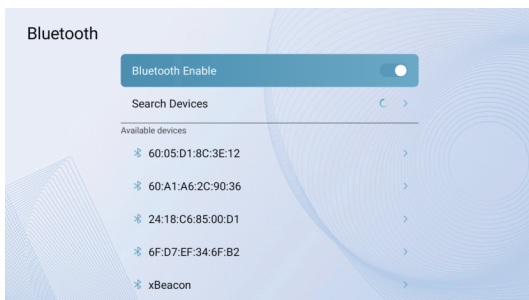 Bluetooth
Bluetooth Enable
Search Devices
Available devices
60:05:D1:8C:3E:12
60:A1:A6:2C:90:36
24:18:C6:85:00:D1
6F:D7:EF:34:6F:B2
xBeacon